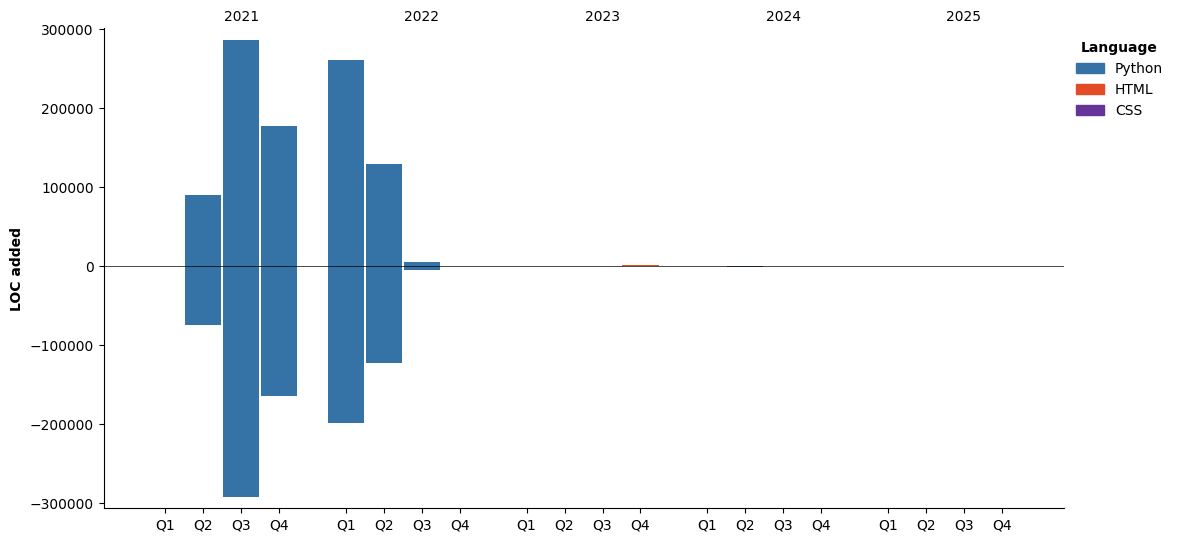 2021 2022 2023 2024 2025
300000
200000
100000
0
−100000
−200000
−300000
LOC added
Q1 Q2 Q3 Q4 Q1 Q2 Q3 Q4 Q1 Q2 Q3 Q4 Q1 Q2 Q3 Q4 Q1 Q2 Q3 Q4
Language
Python
HTML
CSS